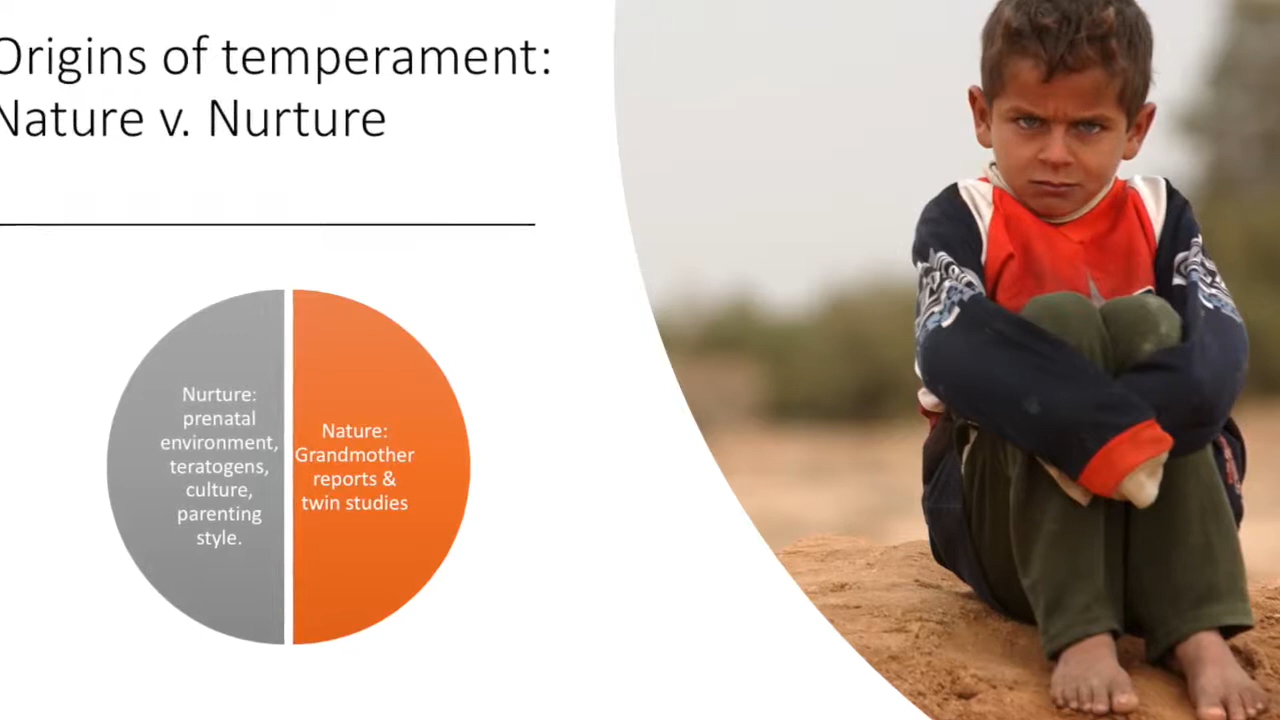 Origins of temperament:
Nature v. Nurture
Nurture:
prenatal
environment,
teratogens,
culture,
parenting
style.
Nature:
Grandmother
reports &
twin studies